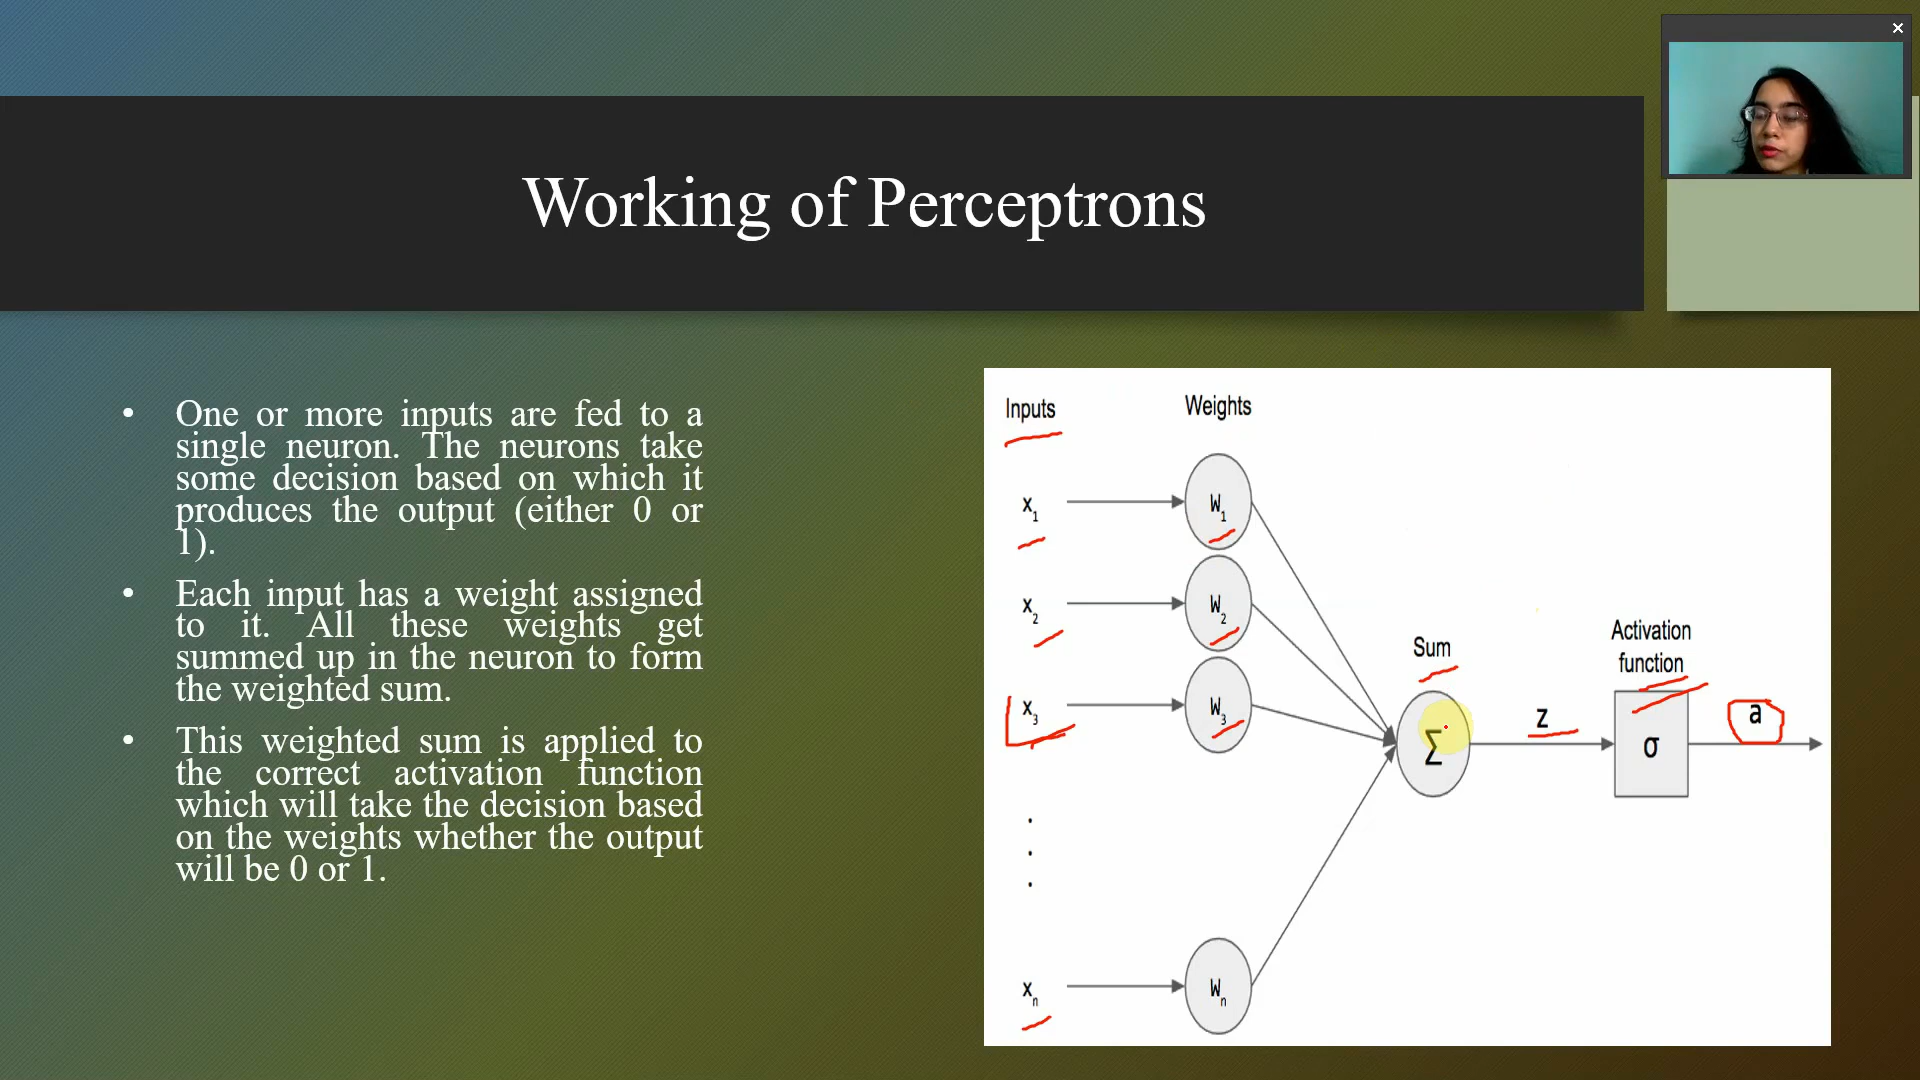 Working of Perceptrons
• One or more inputs are fed to a
single neuron. The neurons take
some decision based on which it
produces the output (either 0 or
1).
• Each input has a weight assigned
to it. All these weights get
summed up in the neuron to form
the weighted sum.
• This weighted sum is applied to
the correct activation function
which will take the decision based
on the weights whether the output
will be 0 or 1.
Inputs
Weights
x₁
W₁
x₂
W₂
x₃
W₃
xₙ
Wₙ
Sum
Σ
z
Activation
function
σ
a